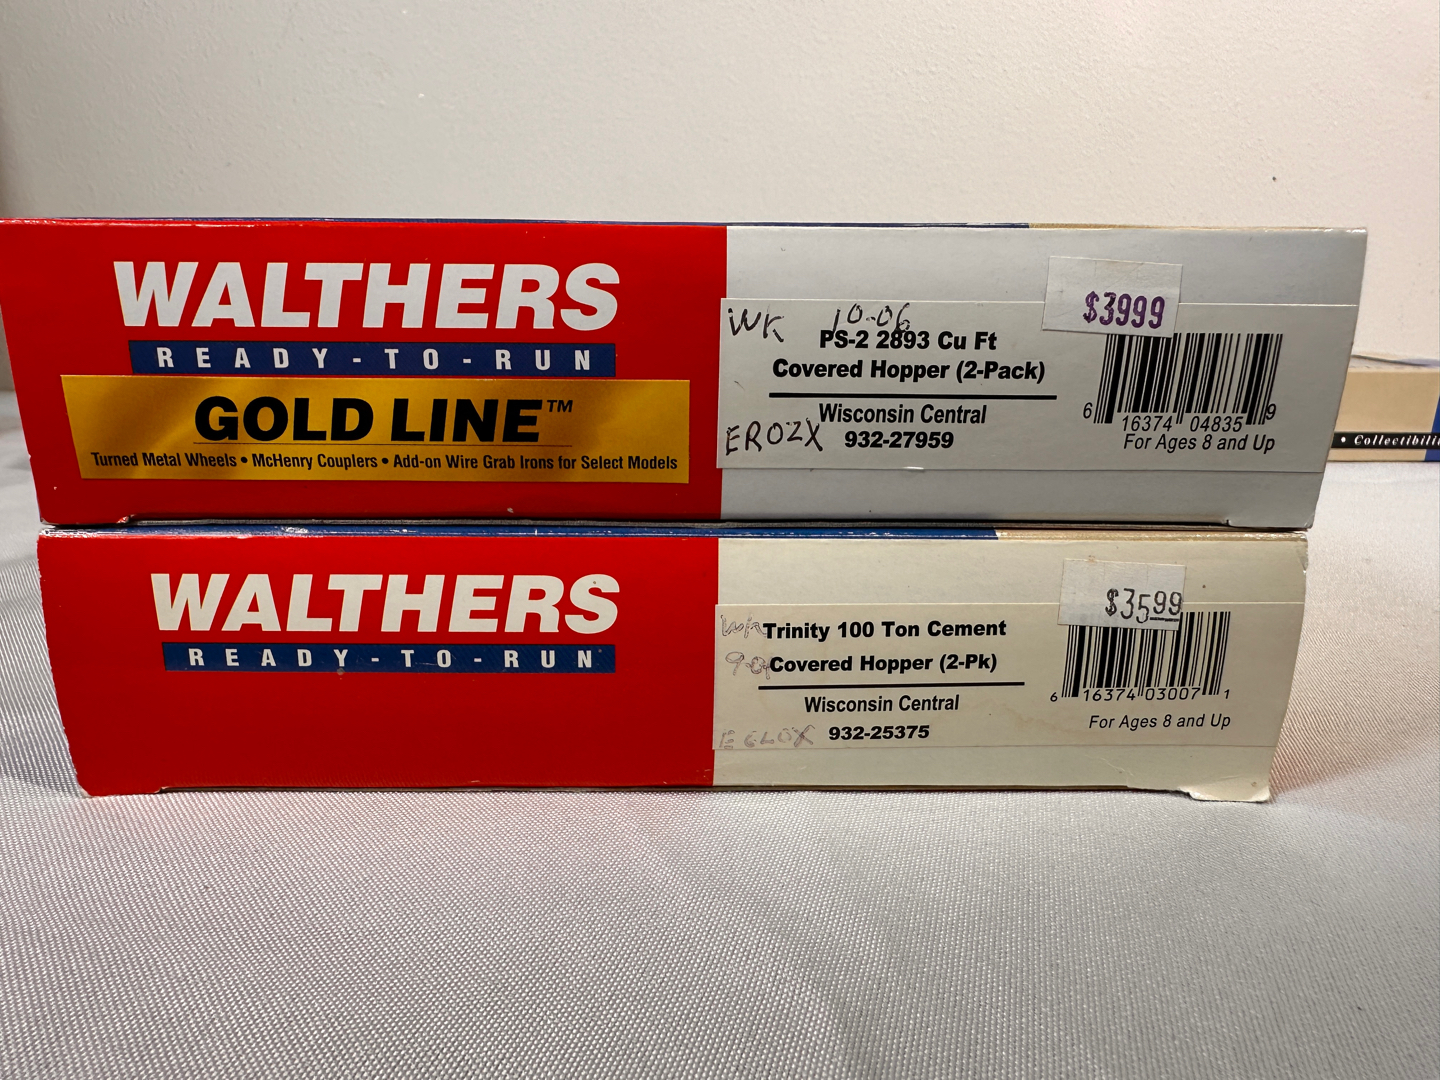 WALTHERS
READY-TO-RUN
GOLD LINE™
Turned Metal Wheels • McHenry Couplers • Add-on Wire Grab Irons for Select Models
WK 10-06
PS-2 2893 Cu Ft
Covered Hopper (2-Pack)
Wisconsin Central
EROZX 932-27959
$3999
6 16374 04835 9
For Ages 8 and Up
• Collectibili
WALTHERS
READY-TO-RUN
Trinity 100 Ton Cement
Covered Hopper (2-Pk)
Wisconsin Central
932-25375
$35.99
6 16374 03007 1
For Ages 8 and Up